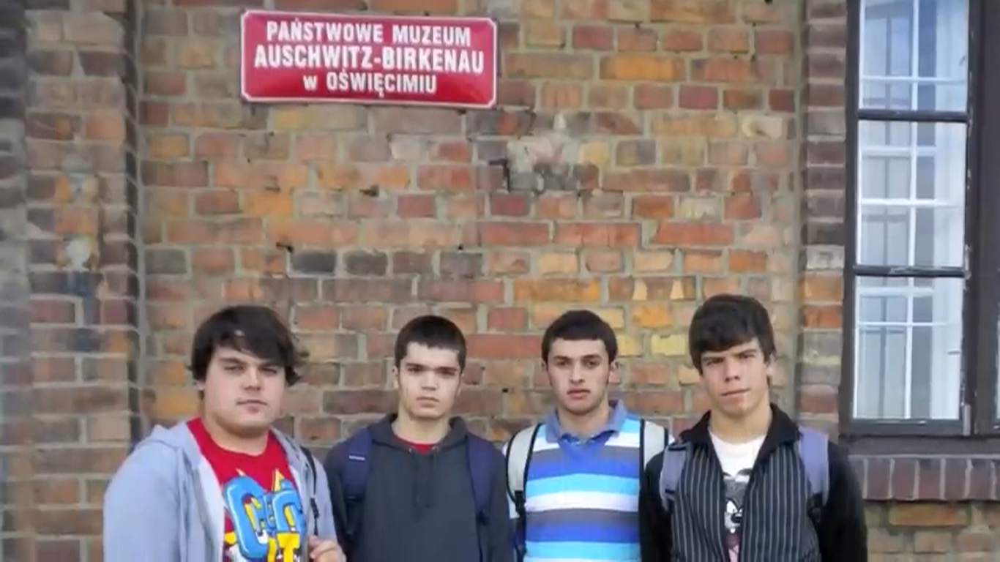 PAŃSTWOWE MUZEUM
AUSCHWITZ-BIRKENAU
w OŚWIĘCIMIU